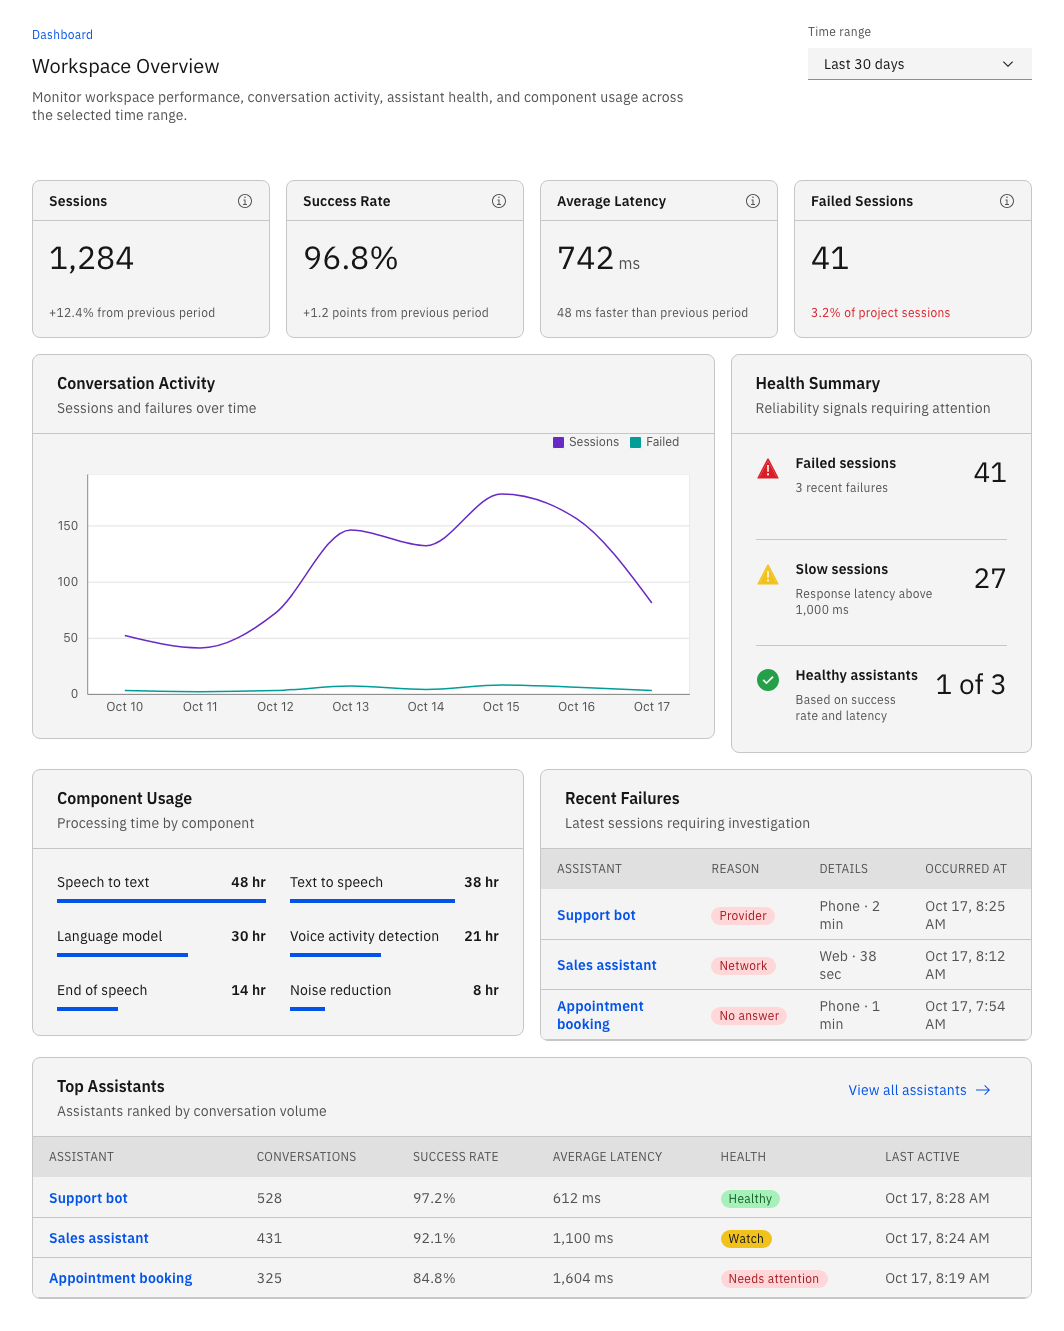 Dashboard
Time range
Workspace Overview
Last 30 days
Monitor workspace performance, conversation activity, assistant health, and component usage across
the selected time range.
Sessions
1,284
+12.4% from previous period
Success Rate
96.8%
+1.2 points from previous period
Average Latency
742 ms
48 ms faster than previous period
Failed Sessions
41
3.2% of project sessions
Conversation Activity
Sessions and failures over time
Sessions Failed
150
100
50
0
Oct 10 Oct 11 Oct 12 Oct 13 Oct 14 Oct 15 Oct 16 Oct 17
Health Summary
Reliability signals requiring attention
Failed sessions
3 recent failures
41
Slow sessions
Response latency above
1,000 ms
27
Healthy assistants
Based on success
rate and latency
1 of 3
Component Usage
Processing time by component
Speech to text 48 hr
Text to speech 38 hr
Language model 30 hr
Voice activity detection 21 hr
End of speech 14 hr
Noise reduction 8 hr
Recent Failures
Latest sessions requiring investigation
ASSISTANT REASON DETAILS OCCURRED AT
Support bot Provider Phone · 2 min Oct 17, 8:25 AM
Sales assistant Network Web · 38 sec Oct 17, 8:12 AM
Appointment booking No answer Phone · 1 min Oct 17, 7:54 AM
Top Assistants
Assistants ranked by conversation volume
View all assistants
ASSISTANT CONVERSATIONS SUCCESS RATE AVERAGE LATENCY HEALTH LAST ACTIVE
Support bot 528 97.2% 612 ms Healthy Oct 17, 8:28 AM
Sales assistant 431 92.1% 1,100 ms Watch Oct 17, 8:24 AM
Appointment booking 325 84.8% 1,604 ms Needs attention Oct 17, 8:19 AM